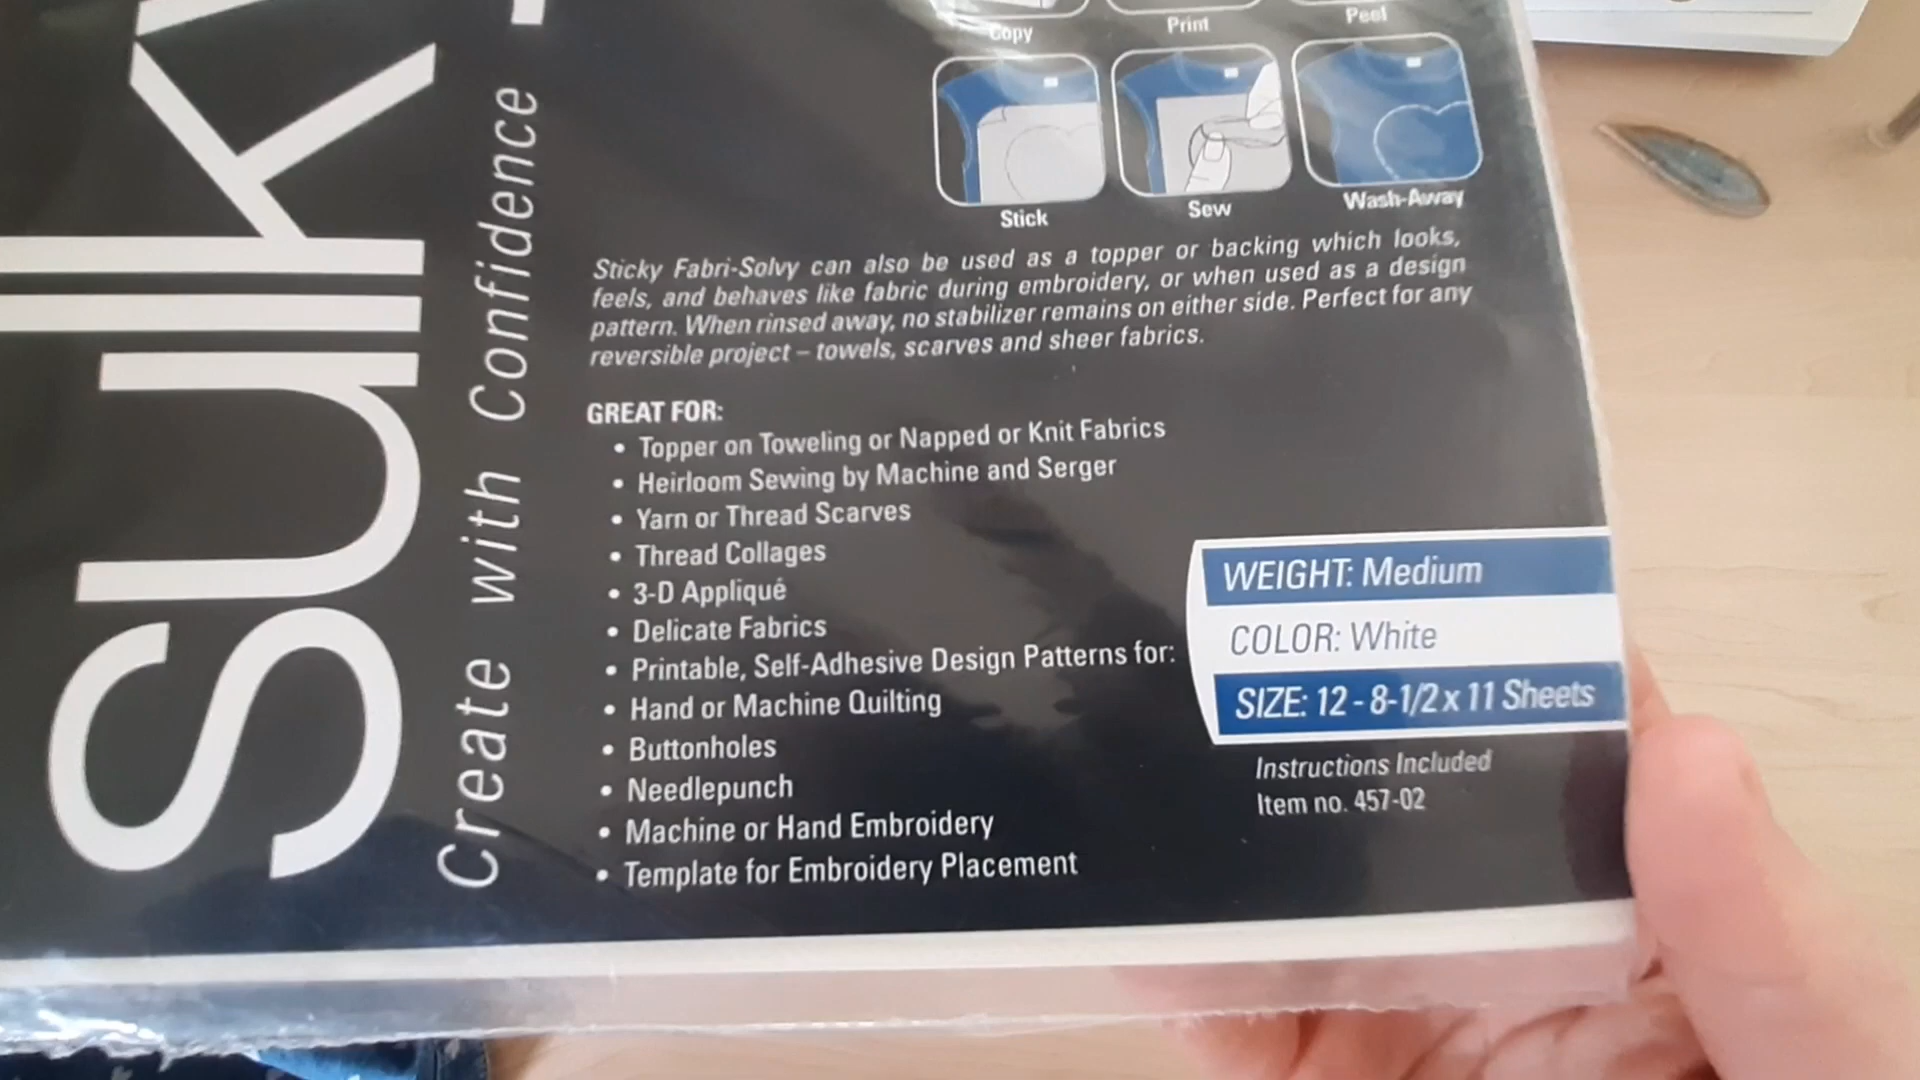 Sulky
Create with Confidence
Copy
Print
Peel
Stick
Sew
Wash-Away
Sticky Fabri-Solvy can also be used as a topper or backing which looks,
feels, and behaves like fabric during embroidery, or when used as a design
pattern. When rinsed away, no stabilizer remains on either side. Perfect for any
reversible project – towels, scarves and sheer fabrics.
GREAT FOR:
• Topper on Toweling or Napped or Knit Fabrics
• Heirloom Sewing by Machine and Serger
• Yarn or Thread Scarves
• Thread Collages
• 3-D Appliqué
• Delicate Fabrics
• Printable, Self-Adhesive Design Patterns for:
• Hand or Machine Quilting
• Buttonholes
• Needlepunch
• Machine or Hand Embroidery
• Template for Embroidery Placement
WEIGHT: Medium
COLOR: White
SIZE: 12 - 8-1/2 x 11 Sheets
Instructions Included
Item no. 457-02